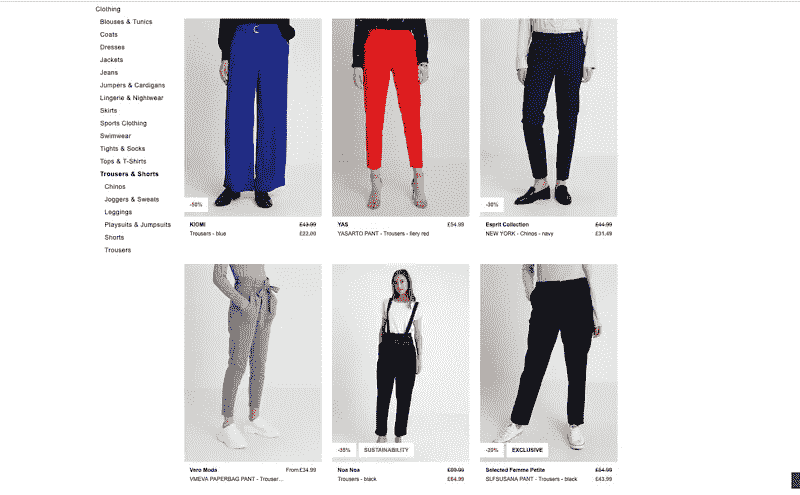 Clothing
Blouses & Tunics
Coats
Dresses
Jackets
Jeans
Jumpers & Cardigans
Lingerie & Nightwear
Skirts
Sports Clothing
Swimwear
Tights & Socks
Tops & T-Shirts
Trousers & Shorts
Chinos
Joggers & Sweats
Leggings
Playsuits & Jumpsuits
Shorts
Trousers
-50%
KIOMI £43.99
Trousers - blue £22.00
YAS £54.99
YASARTO PANT - Trousers - fiery red
-30%
Esprit Collection £44.99
NEW YORK - Chinos - navy £31.49
Vero Moda From £34.99
VMEVA PAPERBAG PANT - Trouser...
-35% SUSTAINABILITY
Noa Noa £99.99
Trousers - black £64.99
-20% EXCLUSIVE
Selected Femme Petite £54.99
SLFSUSANA PANT - Trousers - black £43.99